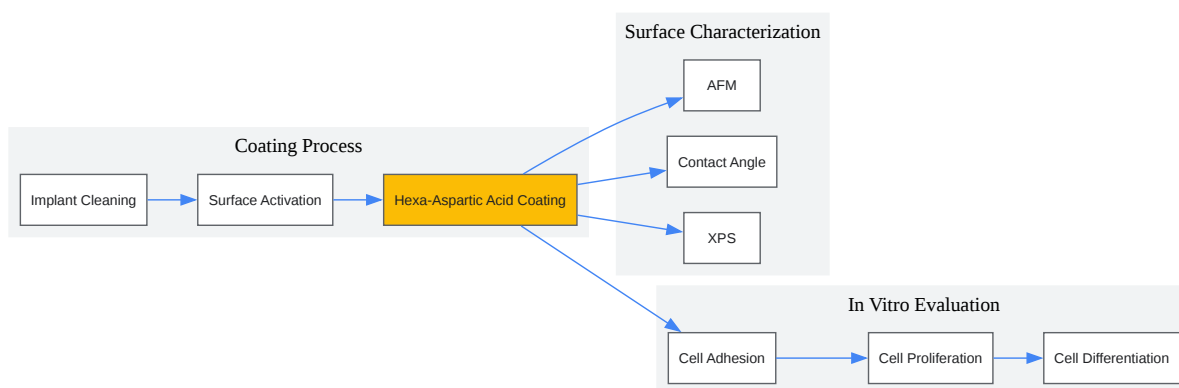 Surface Characterization
AFM
Coating Process
Contact Angle
Implant Cleaning
Surface Activation
Hexa-Aspartic Acid Coating
XPS
In Vitro Evaluation
Cell Adhesion
Cell Proliferation
Cell Differentiation